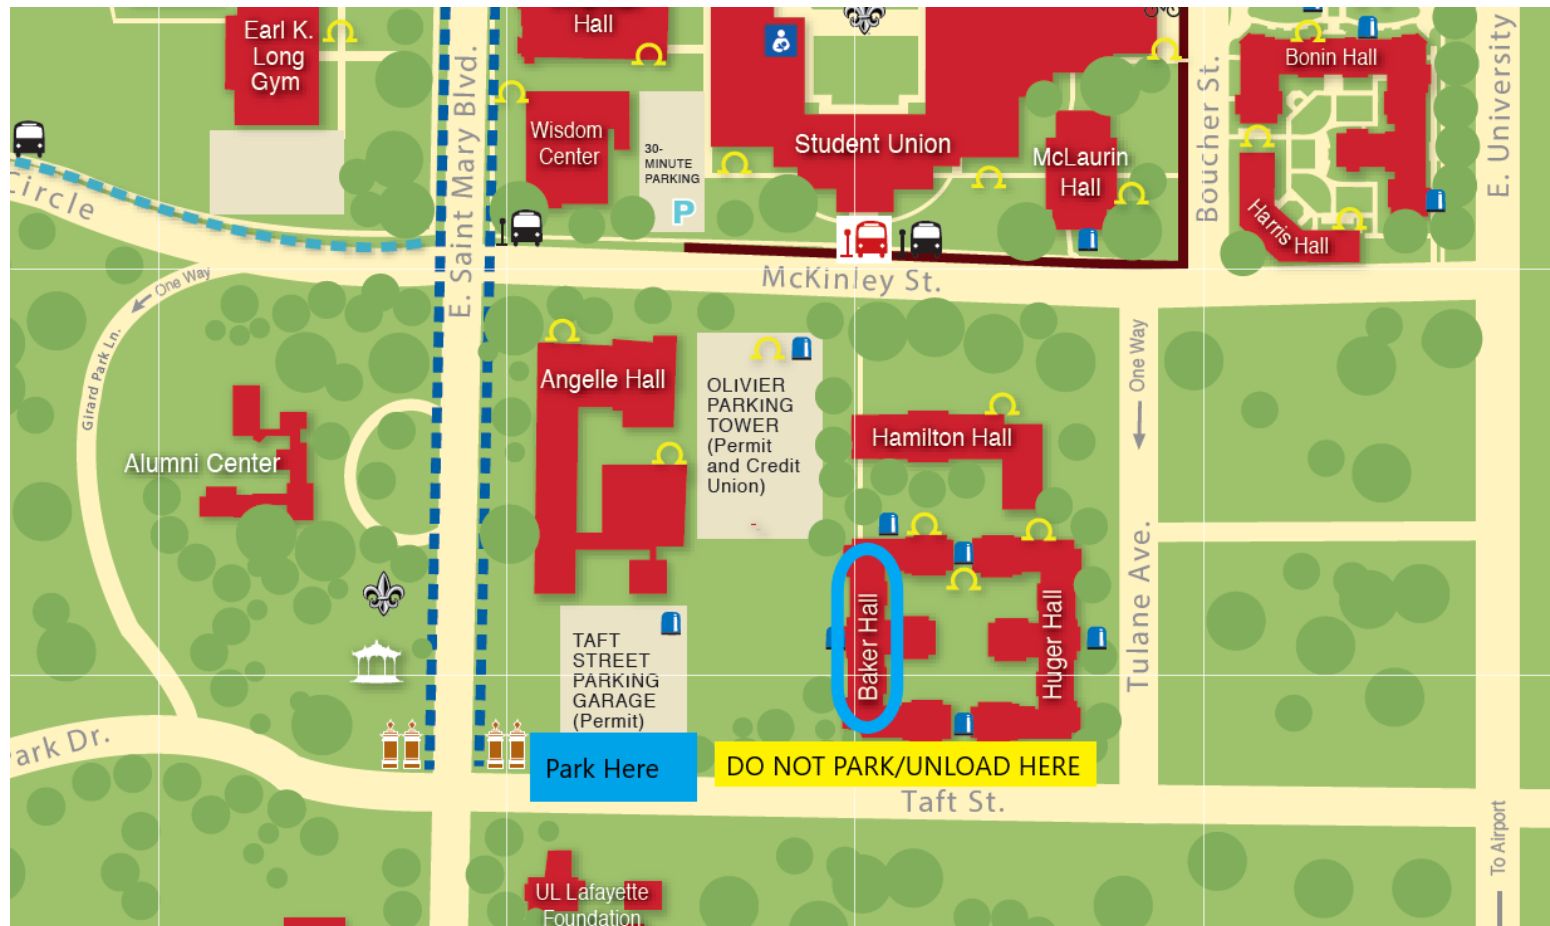 Earl K.
Long
Gym
E. Saint Mary Blvd.
Hall
Wisdom
Center
30-
MINUTE
PARKING
P
Student Union
McLaurin
Hall
Boucher St.
Bonin Hall
E. University
Harris Hall
Circle
McKinley St.
One Way
Girard Park Ln.
Alumni Center
Angelle Hall
OLIVIER
PARKING
TOWER
(Permit
and Credit
Union)
Hamilton Hall
One Way
Tulane Ave.
TAFT
STREET
PARKING
GARAGE
(Permit)
Baker Hall
Huger Hall
ark Dr.
Park Here
DO NOT PARK/UNLOAD HERE
Taft St.
To Airport
UL Lafayette
Foundation